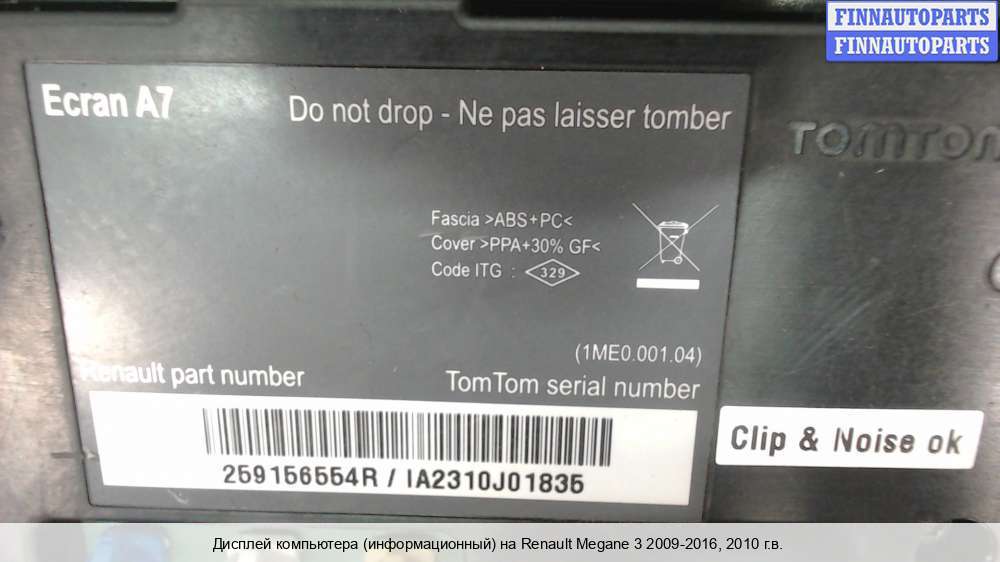 FINNAUTOPARTS
FINNAUTOPARTS
Ecran A7
Do not drop - Ne pas laisser tomber
TOMTOM
Fascia >ABS+PC<
Cover >PPA+30% GF<
Code ITG : 329
(1ME0.001.04)
Renault part number
TomTom serial number
259156554R / IA2310J01835
Clip & Noise ok
Дисплей компьютера (информационный) на Renault Megane 3 2009-2016, 2010 г.в.